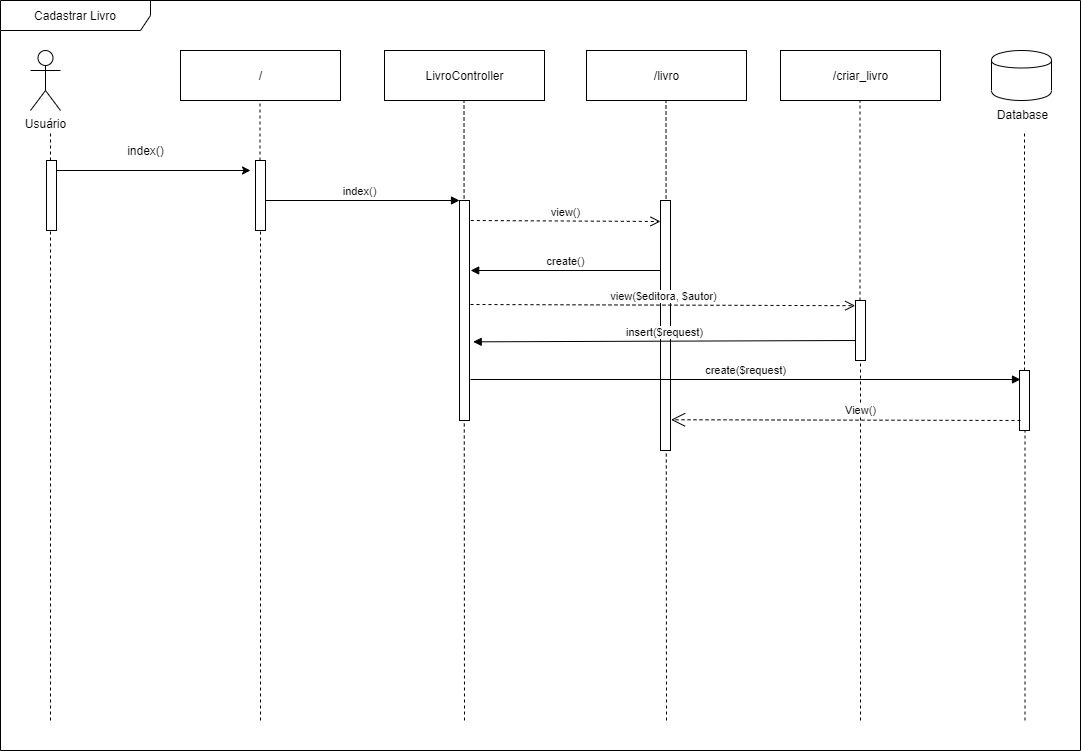 Cadastrar Livro
/
LivroController
/livro
/criar_livro
Database
Usuário
index()
index()
view()
create()
view($editora, $autor)
insert($request)
create($request)
View()